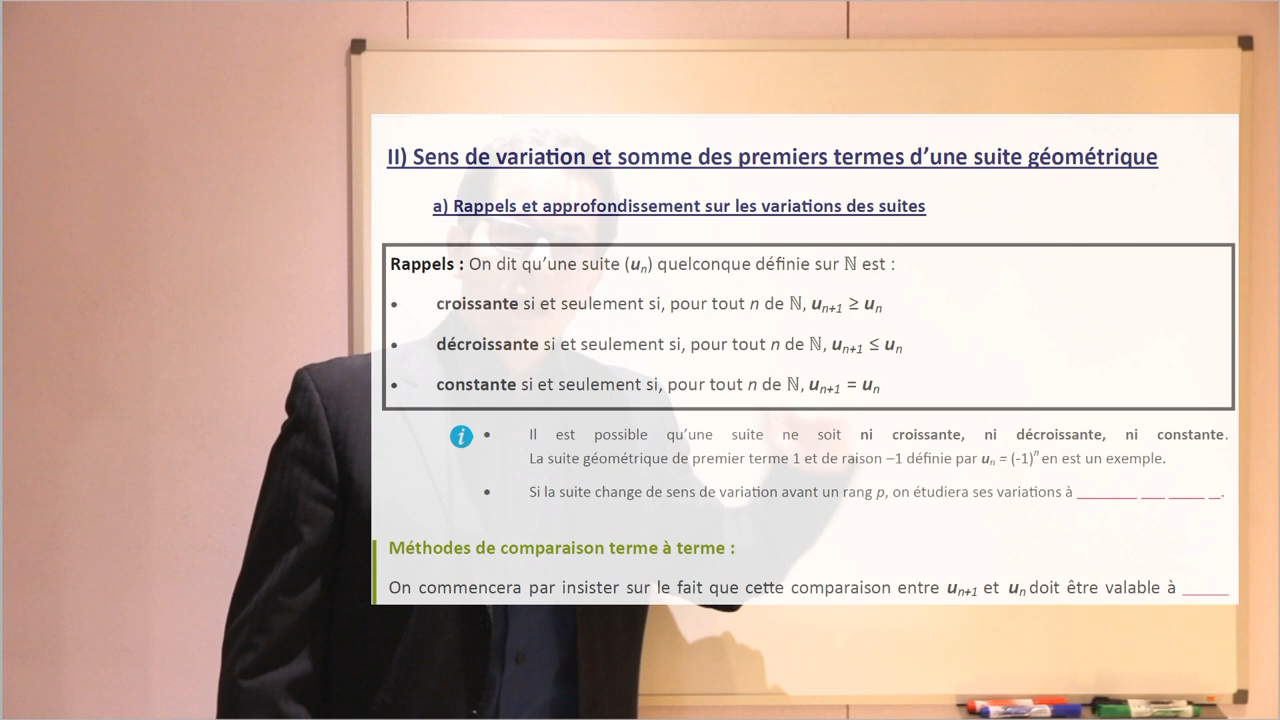 II) Sens de variation et somme des premiers termes d’une suite géométrique
a) Rappels et approfondissement sur les variations des suites
Rappels : On dit qu’une suite (uₙ) quelconque définie sur ℕ est :
• croissante si et seulement si, pour tout n de ℕ, uₙ₊₁ ≥ uₙ
• décroissante si et seulement si, pour tout n de ℕ, uₙ₊₁ ≤ uₙ
• constante si et seulement si, pour tout n de ℕ, uₙ₊₁ = uₙ
i • Il est possible qu’une suite ne soit ni croissante, ni décroissante, ni constante.
La suite géométrique de premier terme 1 et de raison –1 définie par uₙ = (-1)ⁿ en est un exemple.
• Si la suite change de sens de variation avant un rang p, on étudiera ses variations à ________ ___ _____ __.
Méthodes de comparaison terme à terme :
On commencera par insister sur le fait que cette comparaison entre uₙ₊₁ et uₙ doit être valable à _____